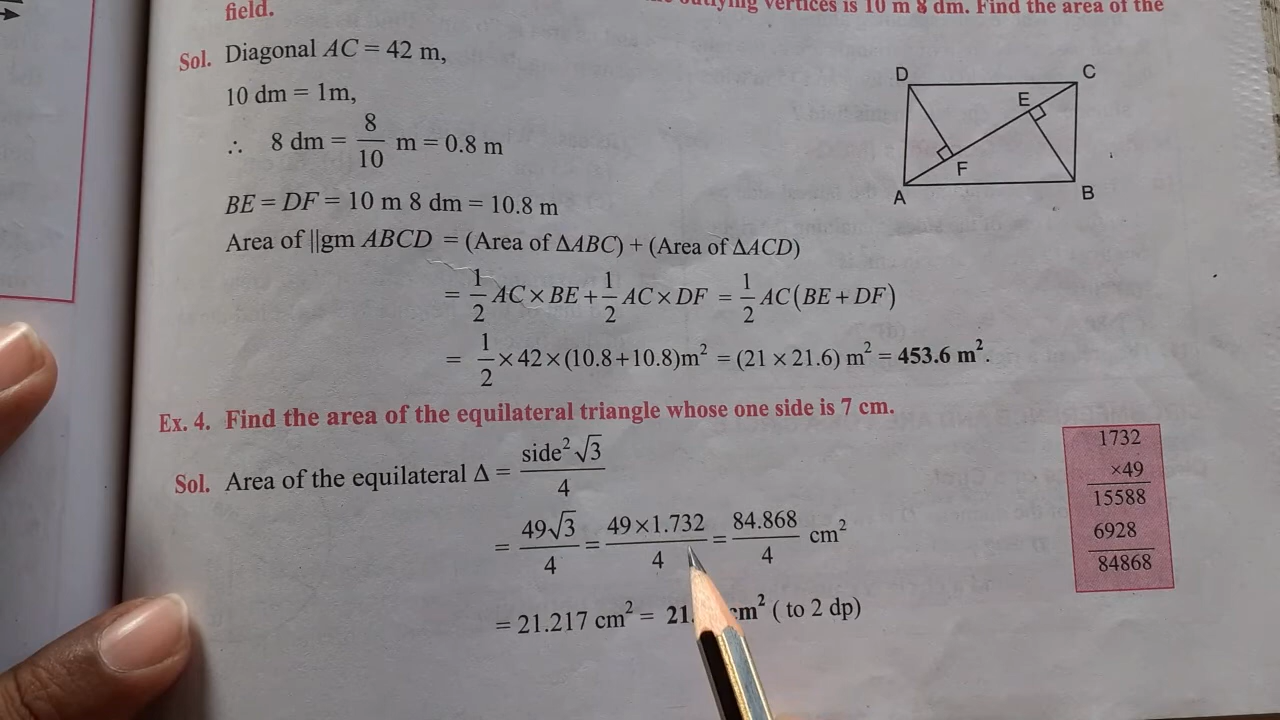 outlying vertices is 10 m 8 dm. Find the area of the
field.
Sol. Diagonal AC = 42 m,
10 dm = 1m,
∴ 8 dm = 8/10 m = 0.8 m
BE = DF = 10 m 8 dm = 10.8 m
Area of ||gm ABCD = (Area of ΔABC) + (Area of ΔACD)
= 1/2 AC × BE + 1/2 AC × DF = 1/2 AC(BE + DF)
= 1/2 × 42 × (10.8+10.8)m² = (21 × 21.6) m² = 453.6 m².
D C
E
F
A B
Ex. 4. Find the area of the equilateral triangle whose one side is 7 cm.
Sol. Area of the equilateral Δ = side² √3 / 4
= 49√3 / 4 = 49×1.732 / 4 = 84.868 / 4 cm²
= 21.217 cm² = 21. cm² ( to 2 dp)
1732
×49
15588
6928
84868